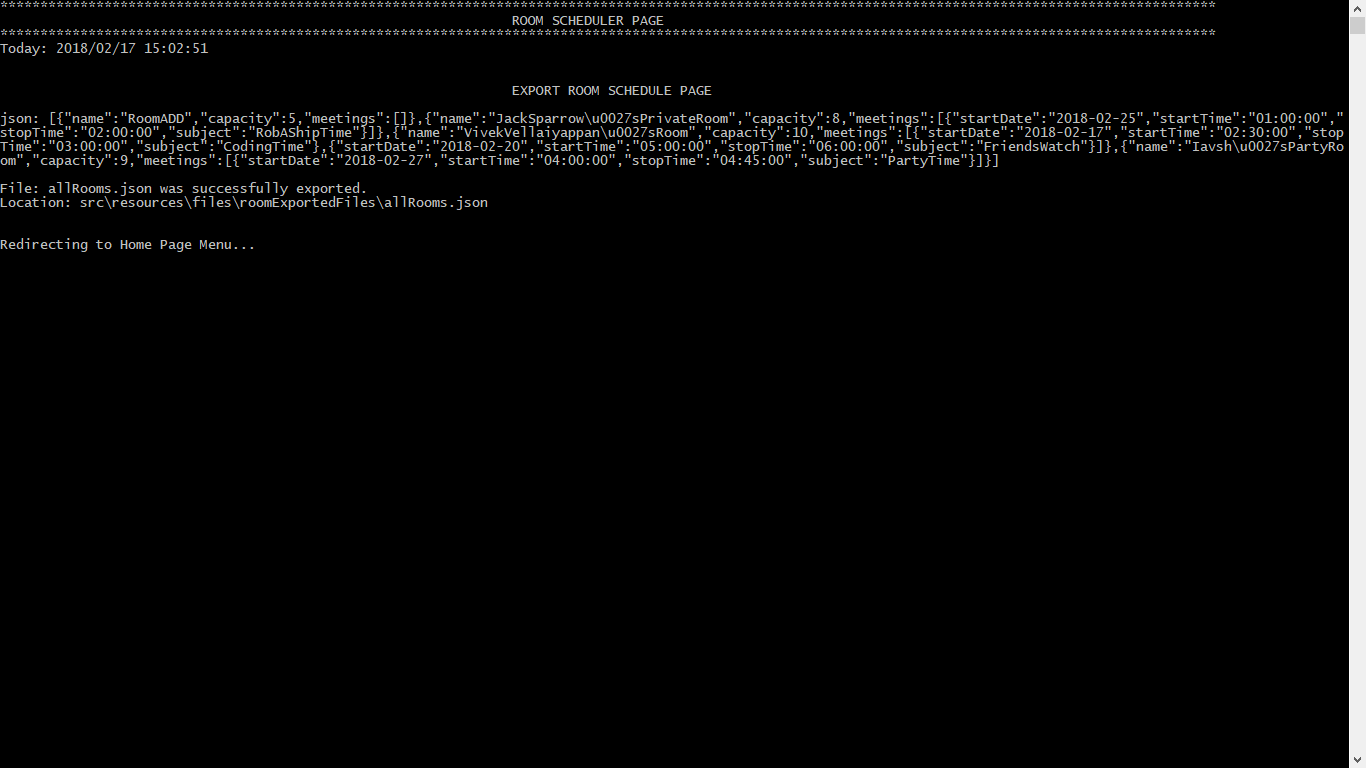 ********************************************************************************************************************************************************
ROOM SCHEDULER PAGE
********************************************************************************************************************************************************
Today: 2018/02/17 15:02:51
EXPORT ROOM SCHEDULE PAGE
json: [{"name":"RoomADD","capacity":5,"meetings":[]},{"name":"JackSparrow\u0027sPrivateRoom","capacity":8,"meetings":[{"startDate":"2018-02-25","startTime":"01:00:00","
stopTime":"02:00:00","subject":"RobAShipTime"}]},{"name":"VivekVellaiyappan\u0027sRoom","capacity":10,"meetings":[{"startDate":"2018-02-17","startTime":"02:30:00","stop
Time":"03:00:00","subject":"CodingTime"},{"startDate":"2018-02-20","startTime":"05:00:00","stopTime":"06:00:00","subject":"FriendsWatch"}]},{"name":"Iavsh\u0027sPartyRo
om","capacity":9,"meetings":[{"startDate":"2018-02-27","startTime":"04:00:00","stopTime":"04:45:00","subject":"PartyTime"}]}]
File: allRooms.json was successfully exported.
Location: src\resources\files\roomExportedFiles\allRooms.json
Redirecting to Home Page Menu...